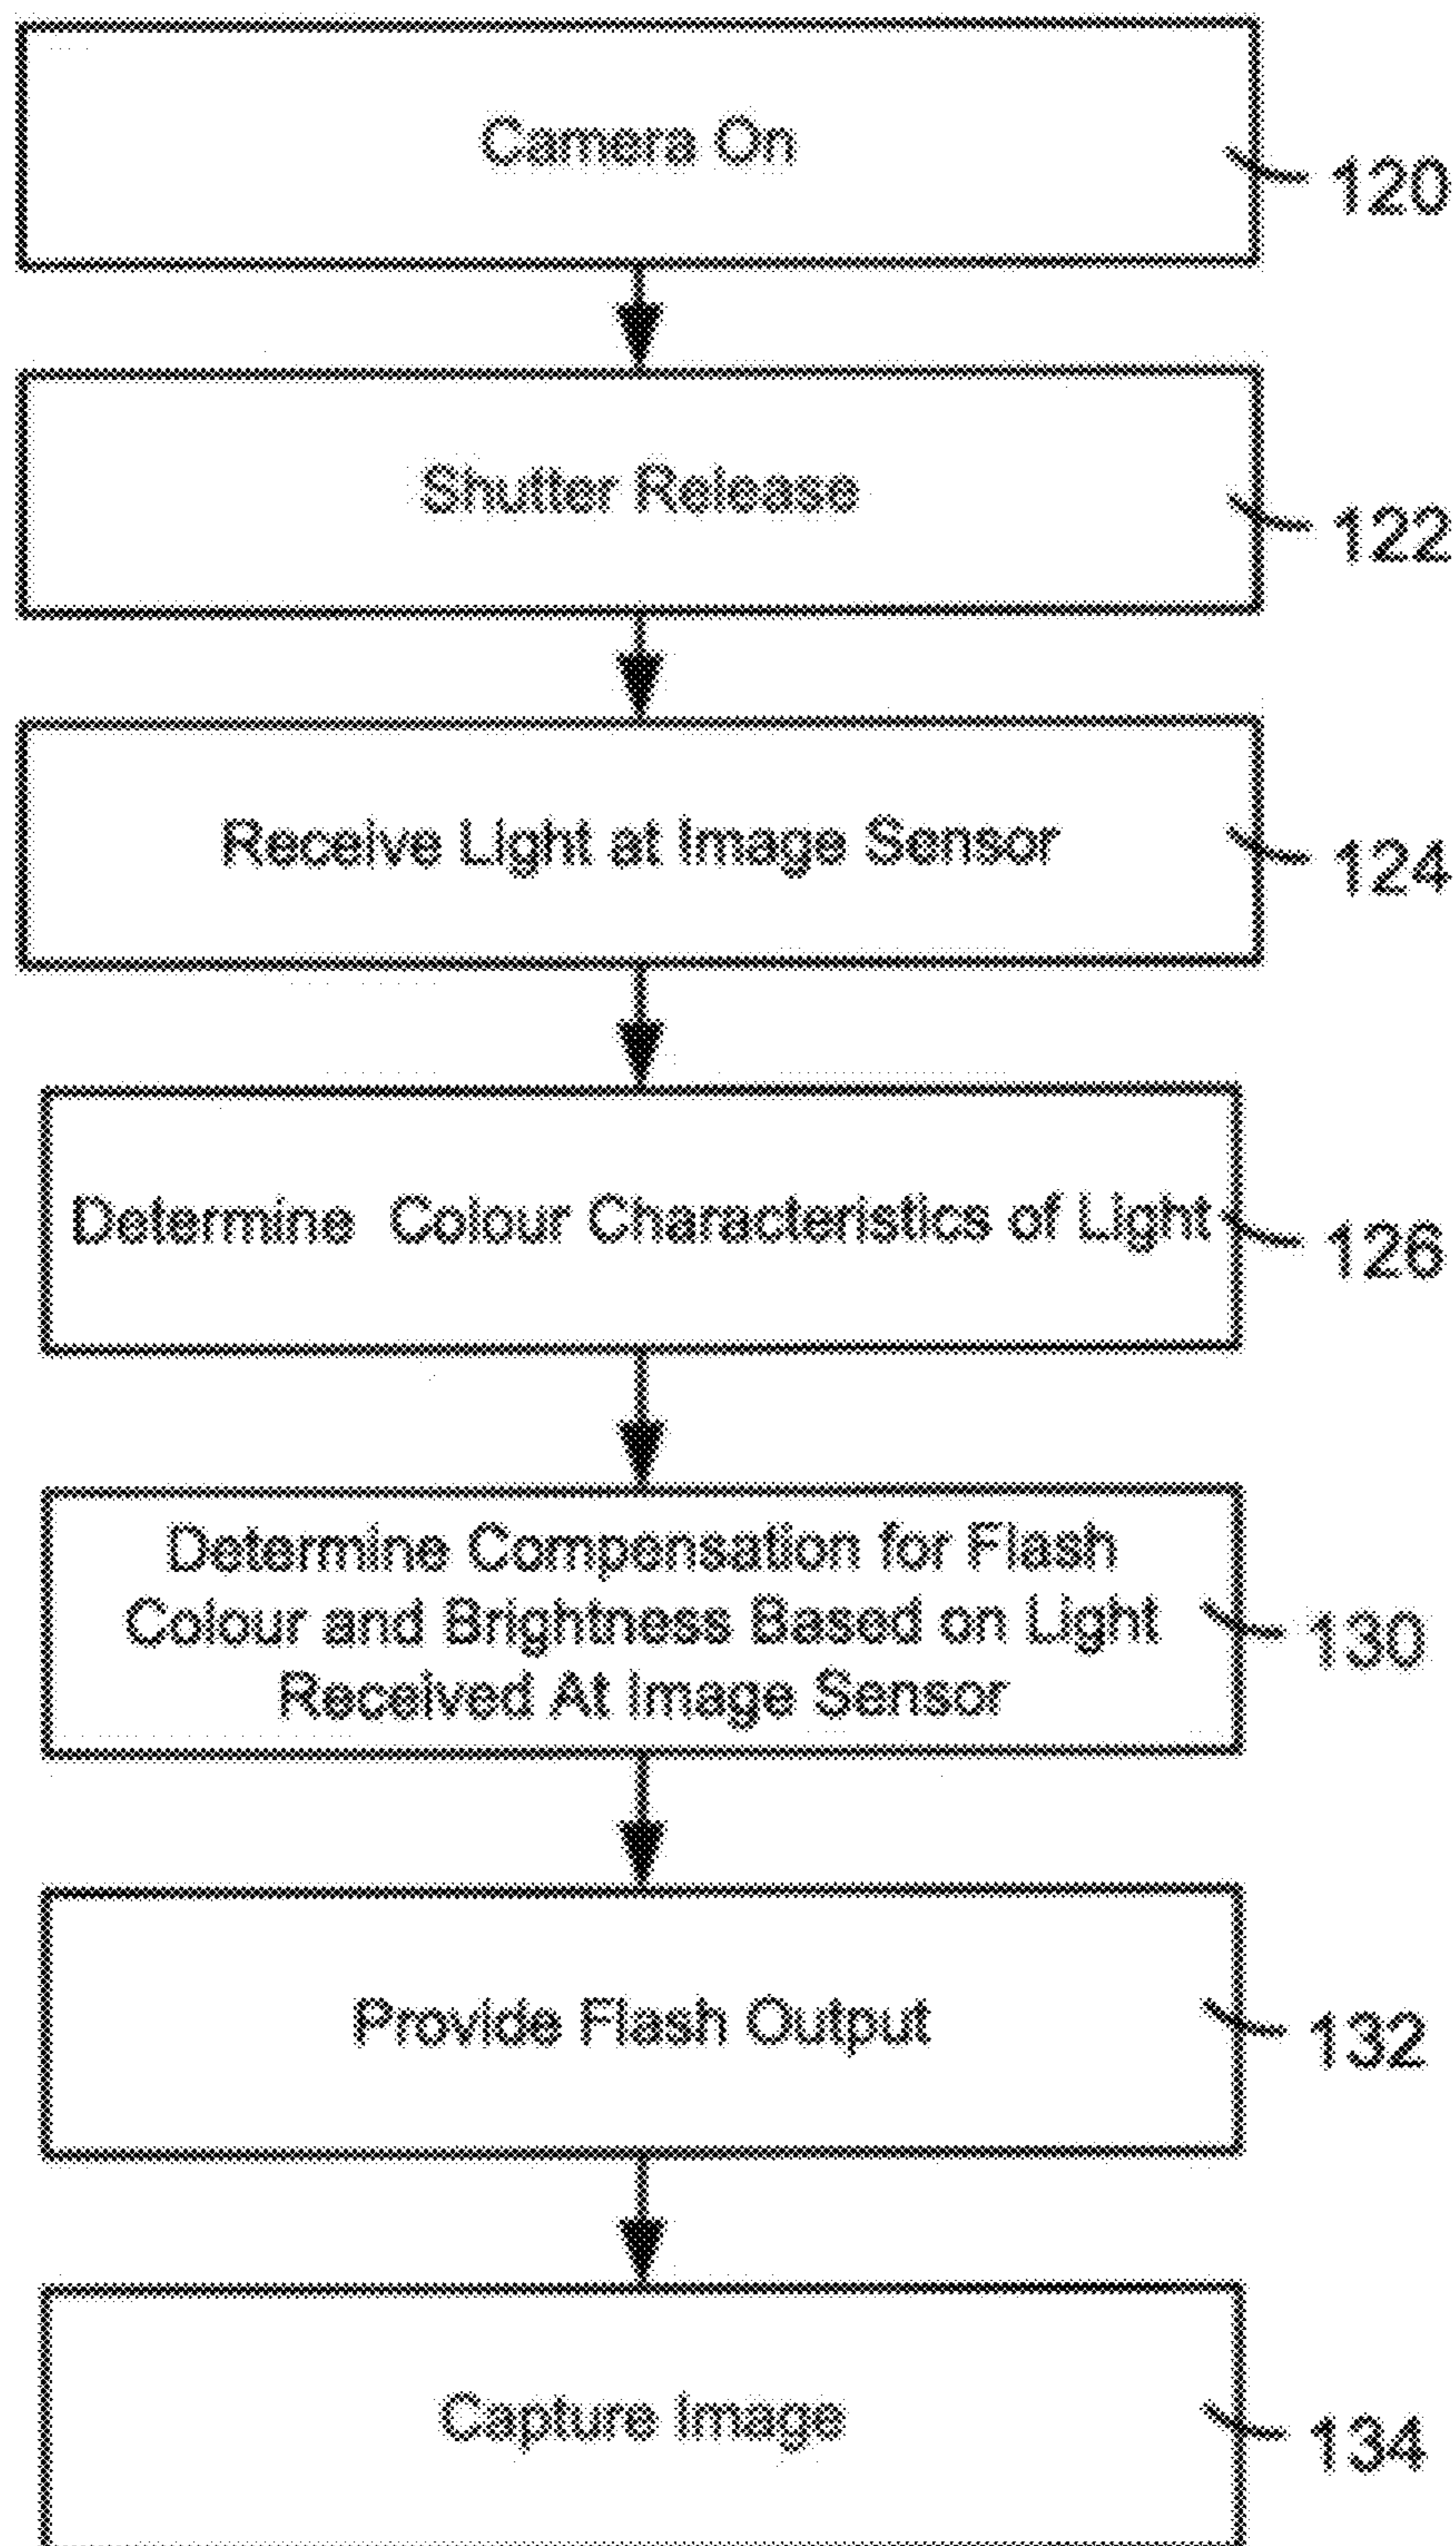 Camera On
120
Shutter Release
122
Receive Light at Image Sensor
124
Determine Colour Characteristics of Light
126
Determine Compensation for Flash
Colour and Brightness Based on Light
Received At Image Sensor
130
Provide Flash Output
132
Capture Image
134